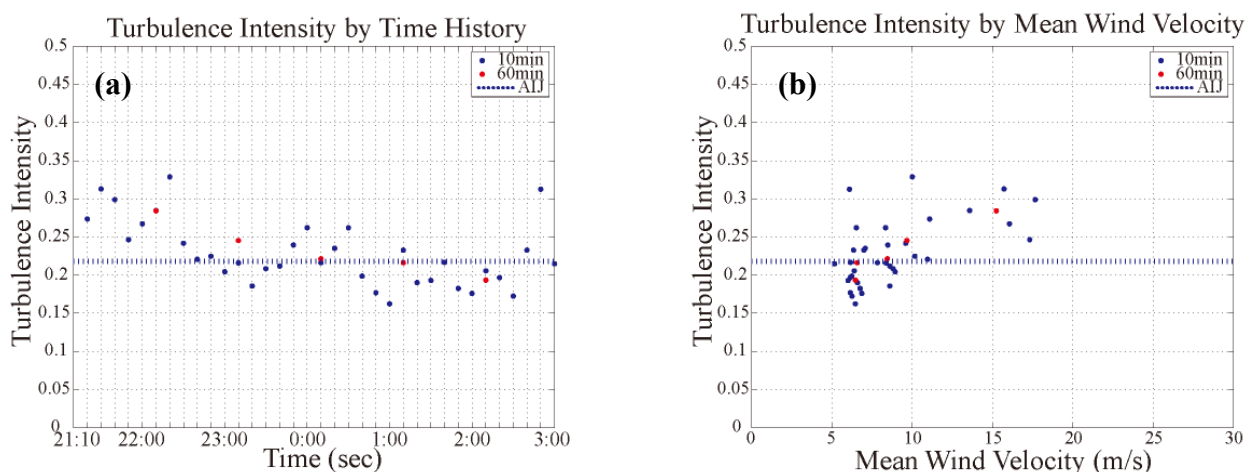 Turbulence Intensity by Time History
(a)
10min
60min
AIJ
0.5
0.45
0.4
0.35
0.3
0.25
0.2
0.15
0.1
0.05
0
Turbulence Intensity
21:10 22:00 23:00 0:00 1:00 2:00 3:00
Time (sec)
Turbulence Intensity by Mean Wind Velocity
(b)
10min
60min
AIJ
0.5
0.45
0.4
0.35
0.3
0.25
0.2
0.15
0.1
0.05
0
Turbulence Intensity
0 5 10 15 20 25 30
Mean Wind Velocity (m/s)